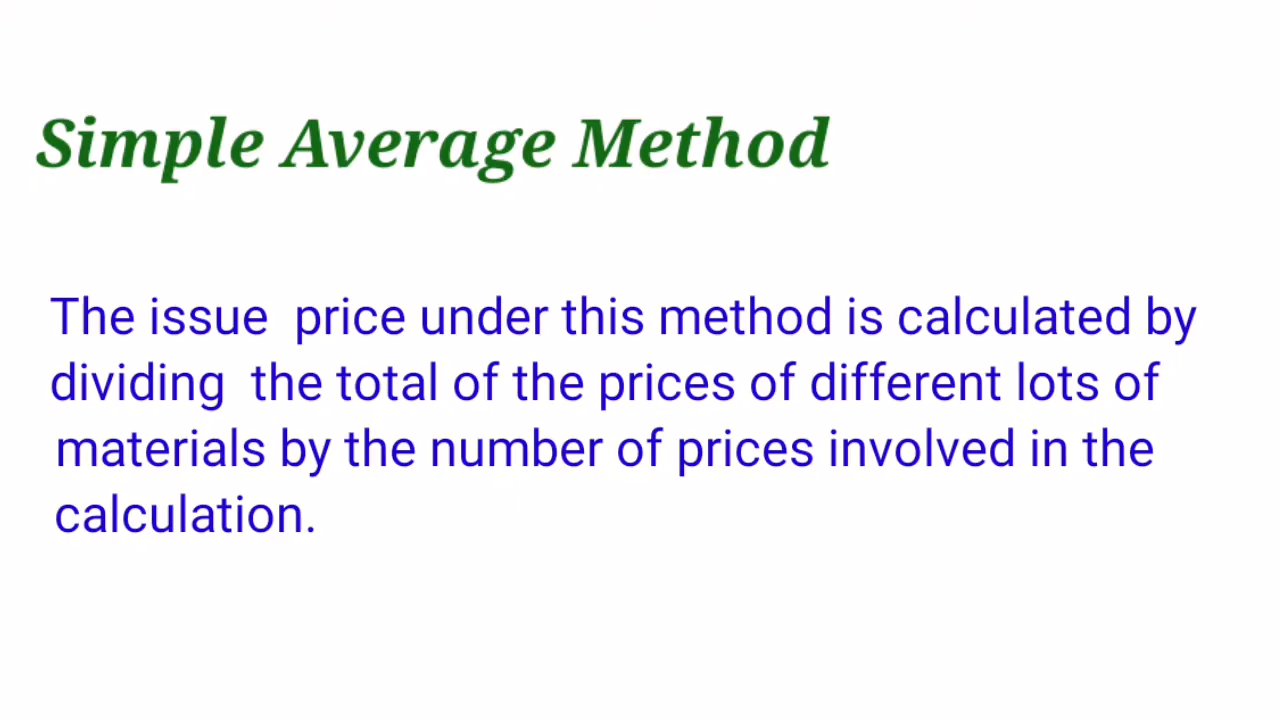 Simple Average Method
The issue price under this method is calculated by
dividing the total of the prices of different lots of
materials by the number of prices involved in the
calculation.